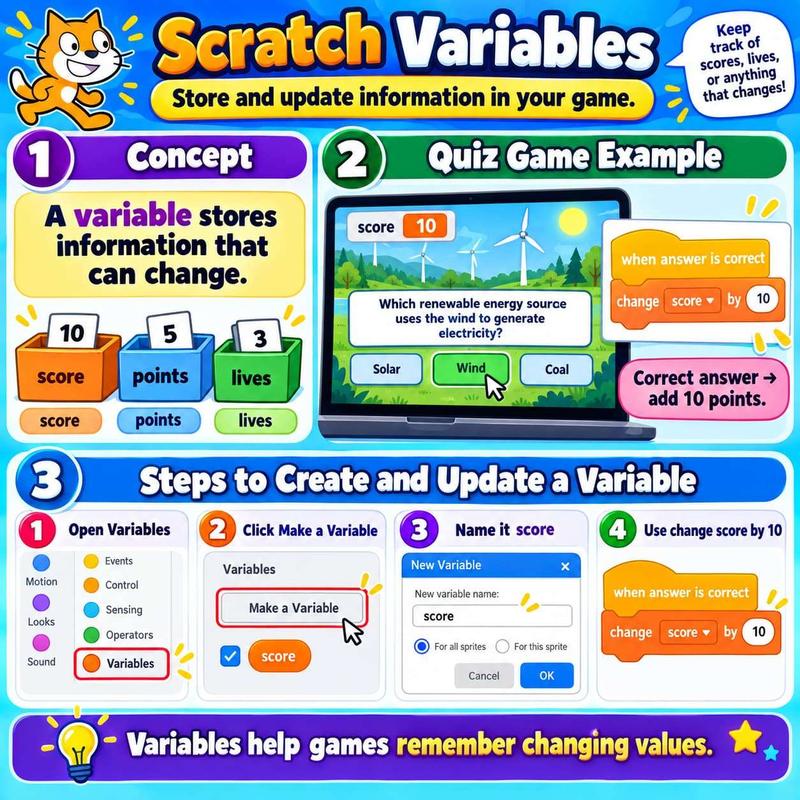 Scratch Variables
Store and update information in your game.
Keep
track of
scores, lives,
or anything
that changes!
1 Concept
A variable stores
information that
can change.
10
5
3
score
points
lives
score
points
lives
2 Quiz Game Example
score 10
Which renewable energy source
uses the wind to generate
electricity?
Solar
Wind
Coal
when answer is correct
change score ▾ by 10
Correct answer →
add 10 points.
3 Steps to Create and Update a Variable
1 Open Variables
Motion
Looks
Sound
Events
Control
Sensing
Operators
Variables
2 Click Make a Variable
Variables
Make a Variable
score
3 Name it score
New Variable ×
New variable name:
score
For all sprites For this sprite
Cancel OK
4 Use change score by 10
when answer is correct
change score ▾ by 10
Variables help games remember changing values.